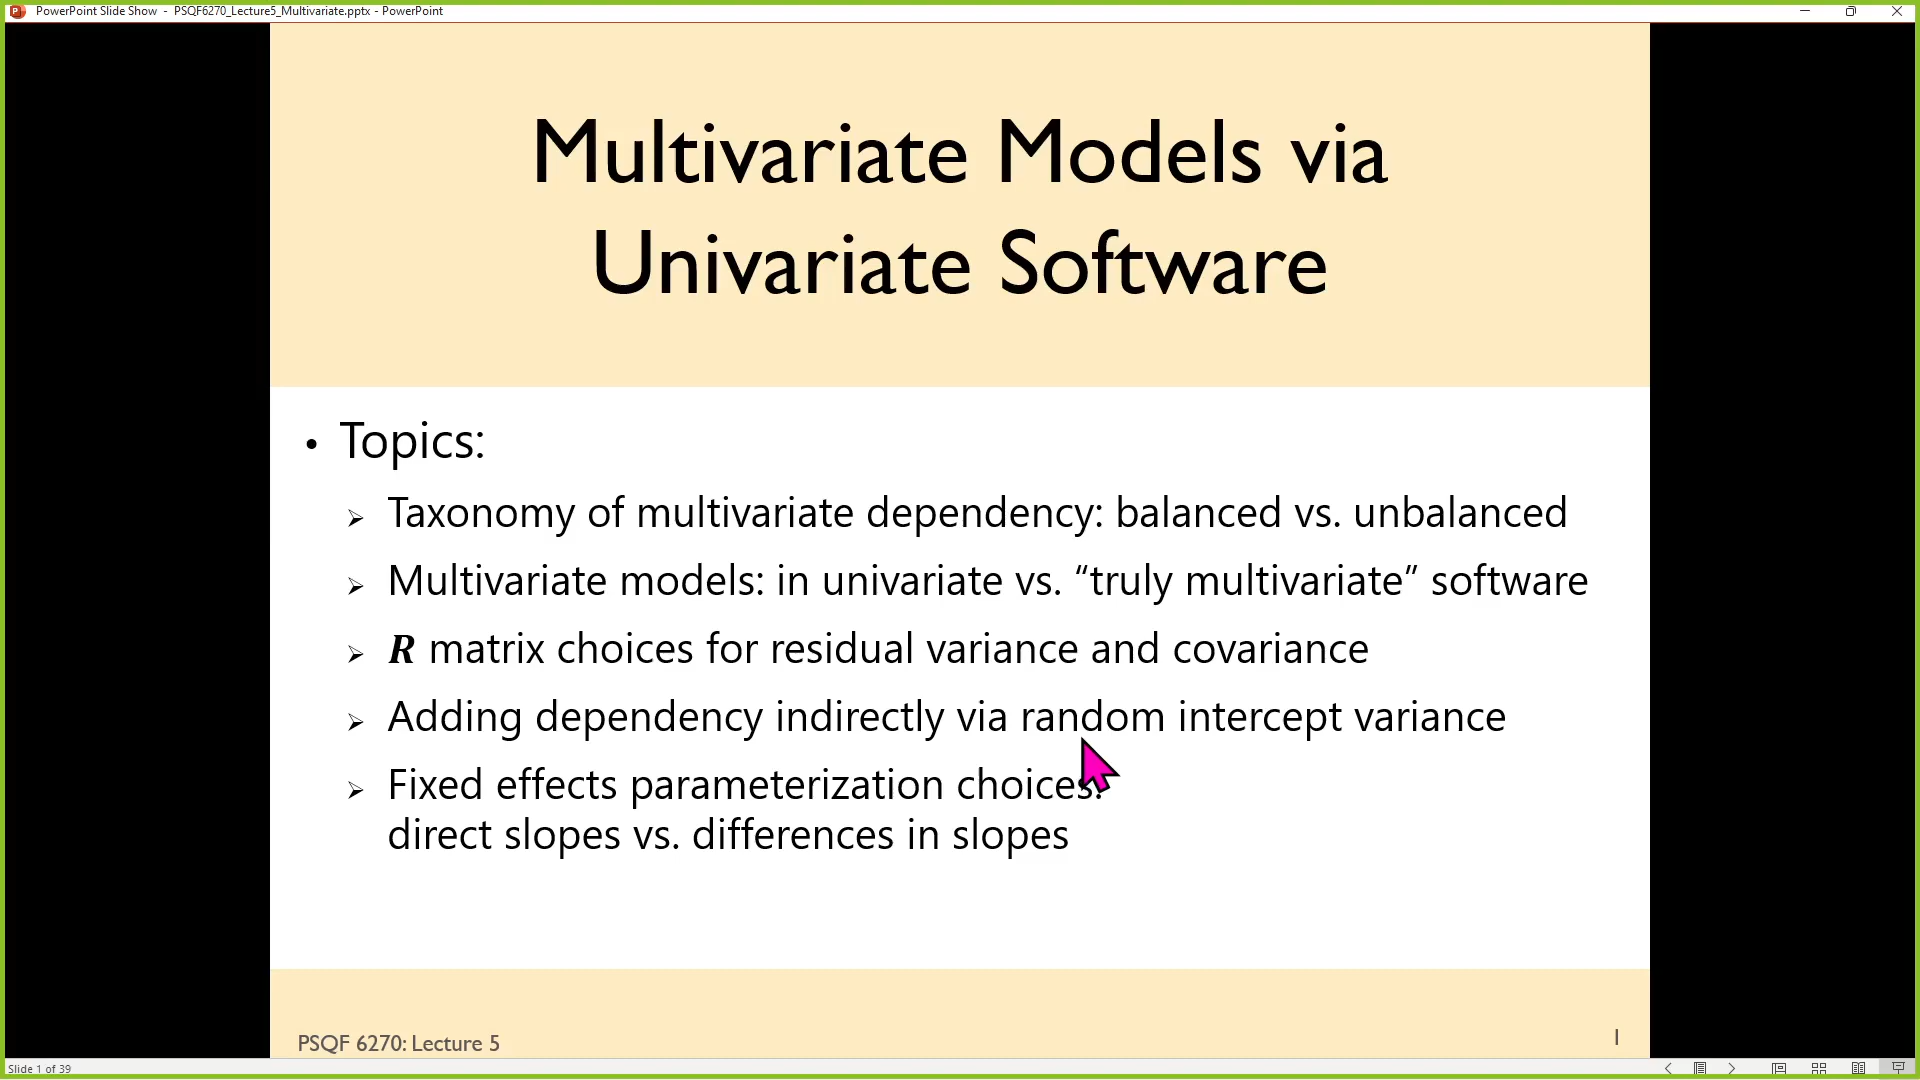 PowerPoint Slide Show - PSQF6270_Lecture5_Multivariate.pptx - PowerPoint
Multivariate Models via
Univariate Software
• Topics:
➢ Taxonomy of multivariate dependency: balanced vs. unbalanced
➢ Multivariate models: in univariate vs. “truly multivariate” software
➢ R matrix choices for residual variance and covariance
➢ Adding dependency indirectly via random intercept variance
➢ Fixed effects parameterization choices:
direct slopes vs. differences in slopes
PSQF 6270: Lecture 5
1
Slide 1 of 39